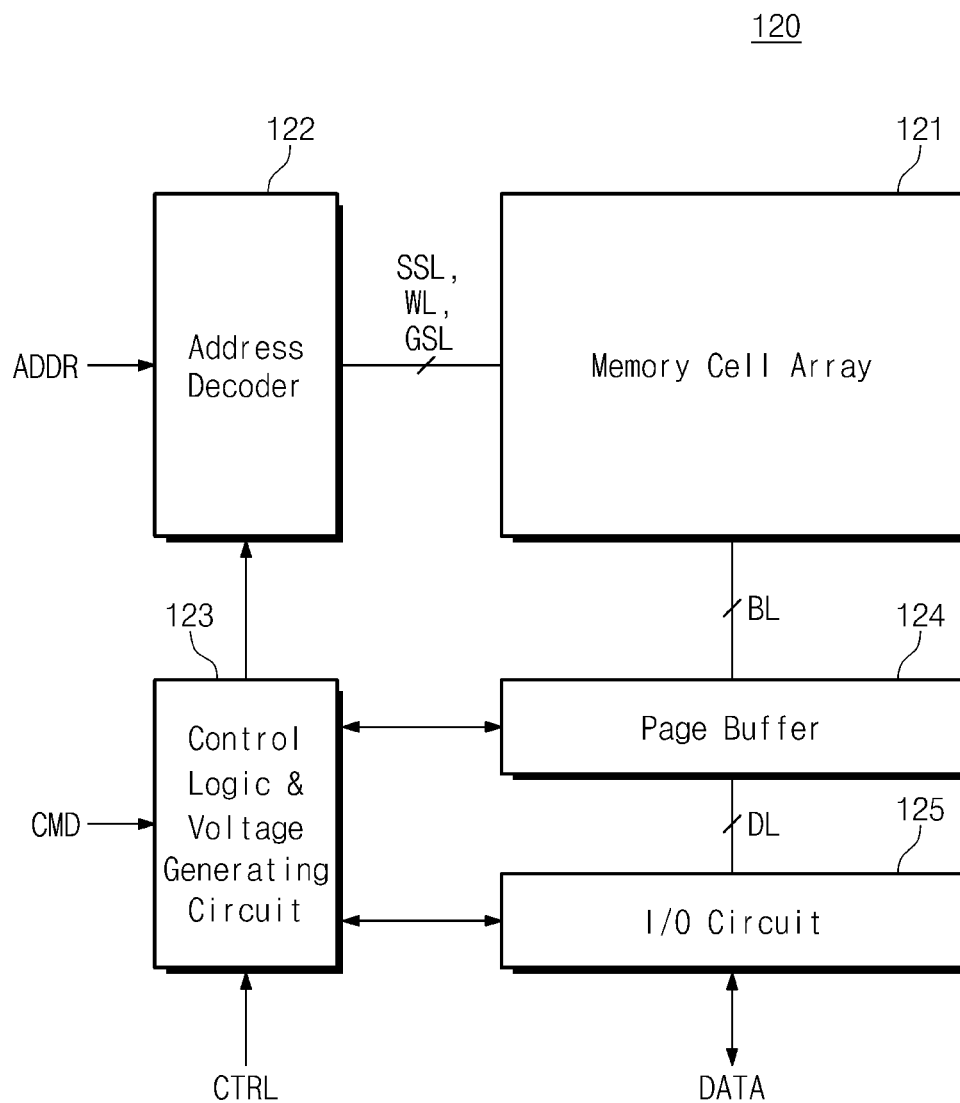 120
122
121
SSL,
WL,
GSL
ADDR
Address
Decoder
Memory Cell Array
123
BL
124
Control
Logic &
Voltage
Generating
Circuit
Page Buffer
CMD
DL
125
I/O Circuit
CTRL
DATA